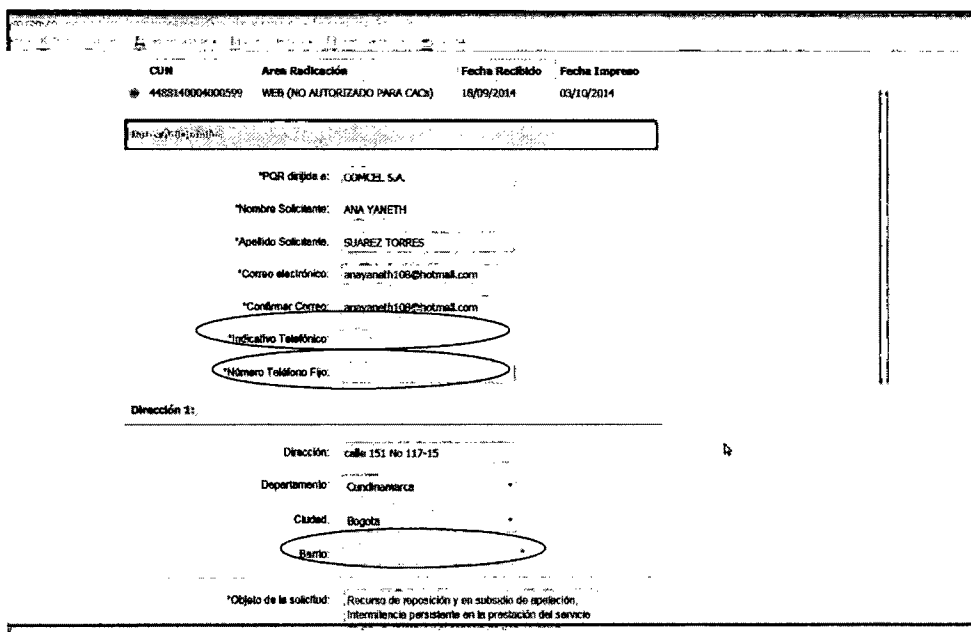 CUN Area Radicación Fecha Recibido Fecha Impreso
4488140004000599 WEB (NO AUTORIZADO PARA CACs) 18/09/2014 03/10/2014
*PQR dirijida a: COMCEL S.A.
*Nombre Solicitante: ANA YANETH
*Apellido Solicitante. SUAREZ TORRES
*Correo electrónico: anayaneth108@hotmail.com
*Confirmar Correo: anayaneth108@hotmail.com
*Indicativo Telefónico:
*Número Teléfono Fijo:
Dirección 1:
Dirección: calle 151 No 117-15
Departamento: Cundinamarca
Ciudad. Bogota
Barrio:
*Objeto de la solicitud: Recurso de reposición y en subsidio de apelación,
Intermitencia persistente en la prestación del servicio